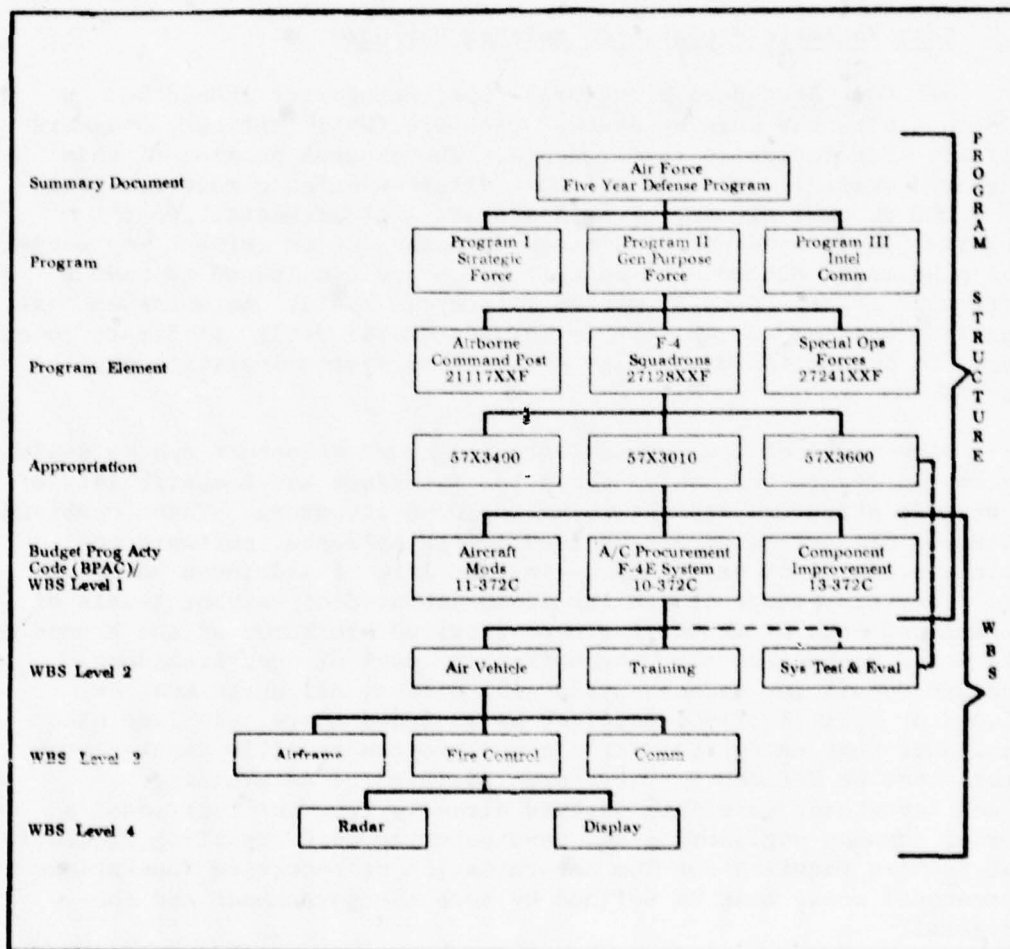 Summary Document
Air Force
Five Year Defense Program
Program
Program I
Strategic
Force
Program II
Gen Purpose
Force
Program III
Intel
Comm
Program Element
Airborne
Command Post
21117XXF
F-4
Squadrons
27128XXF
Special Ops
Forces
27241XXF
Appropriation
57X3400
57X3010
57X3600
Budget Prog Acty
Code (BPAC)/
WBS Level 1
Aircraft
Mods
11-372C
A/C Procurement
F-4E System
10-372C
Component
Improvement
13-372C
WBS Level 2
Air Vehicle
Training
Sys Test & Eval
WBS Level
Airframe
Fire Control
Comm
WBS Level 4
Radar
Display
PROGRAM STRUCTURE
WBS